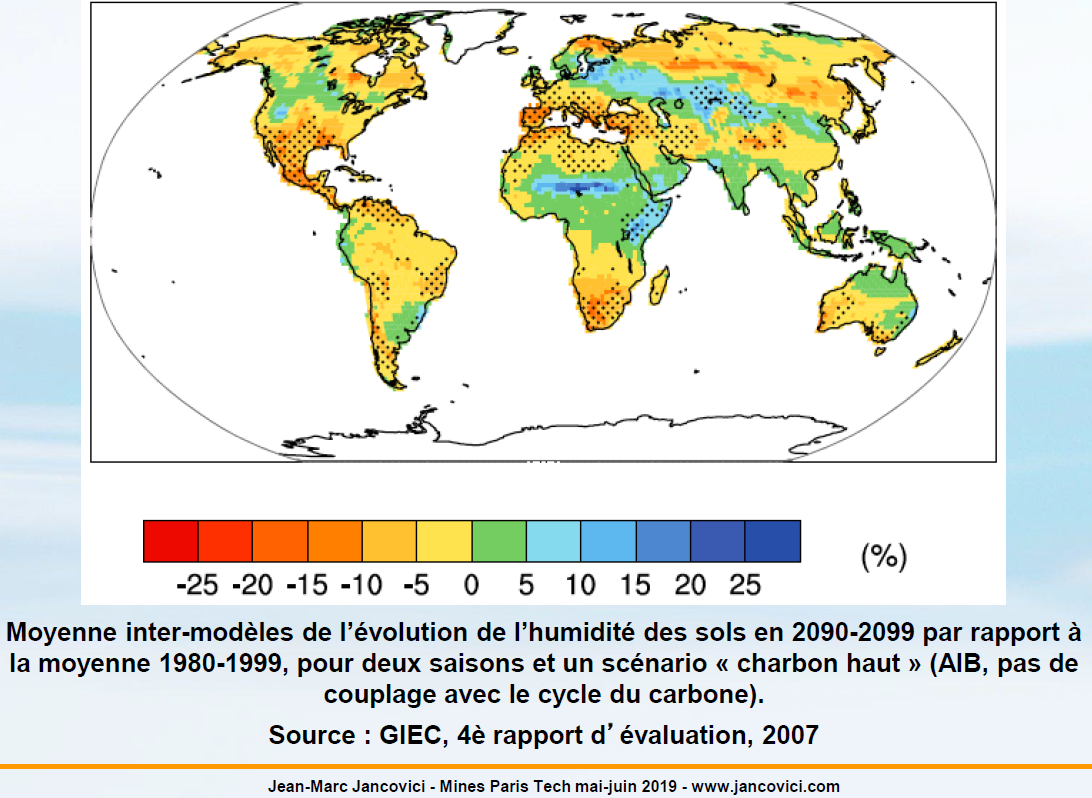 -25 -20 -15 -10 -5 0 5 10 15 20 25
(%)
Moyenne inter-modèles de l’évolution de l’humidité des sols en 2090-2099 par rapport à
la moyenne 1980-1999, pour deux saisons et un scénario « charbon haut » (AIB, pas de
couplage avec le cycle du carbone).
Source : GIEC, 4è rapport d’évaluation, 2007
Jean-Marc Jancovici - Mines Paris Tech mai-juin 2019 - www.jancovici.com